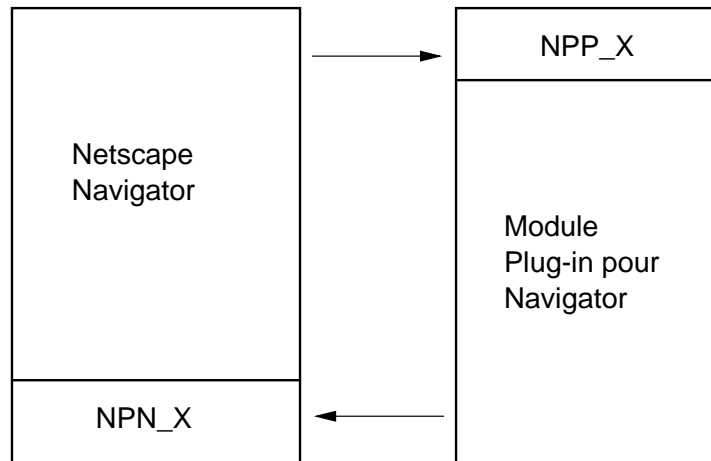 NPP_X
Netscape
Navigator
Module
Plug-in pour
Navigator
NPN_X